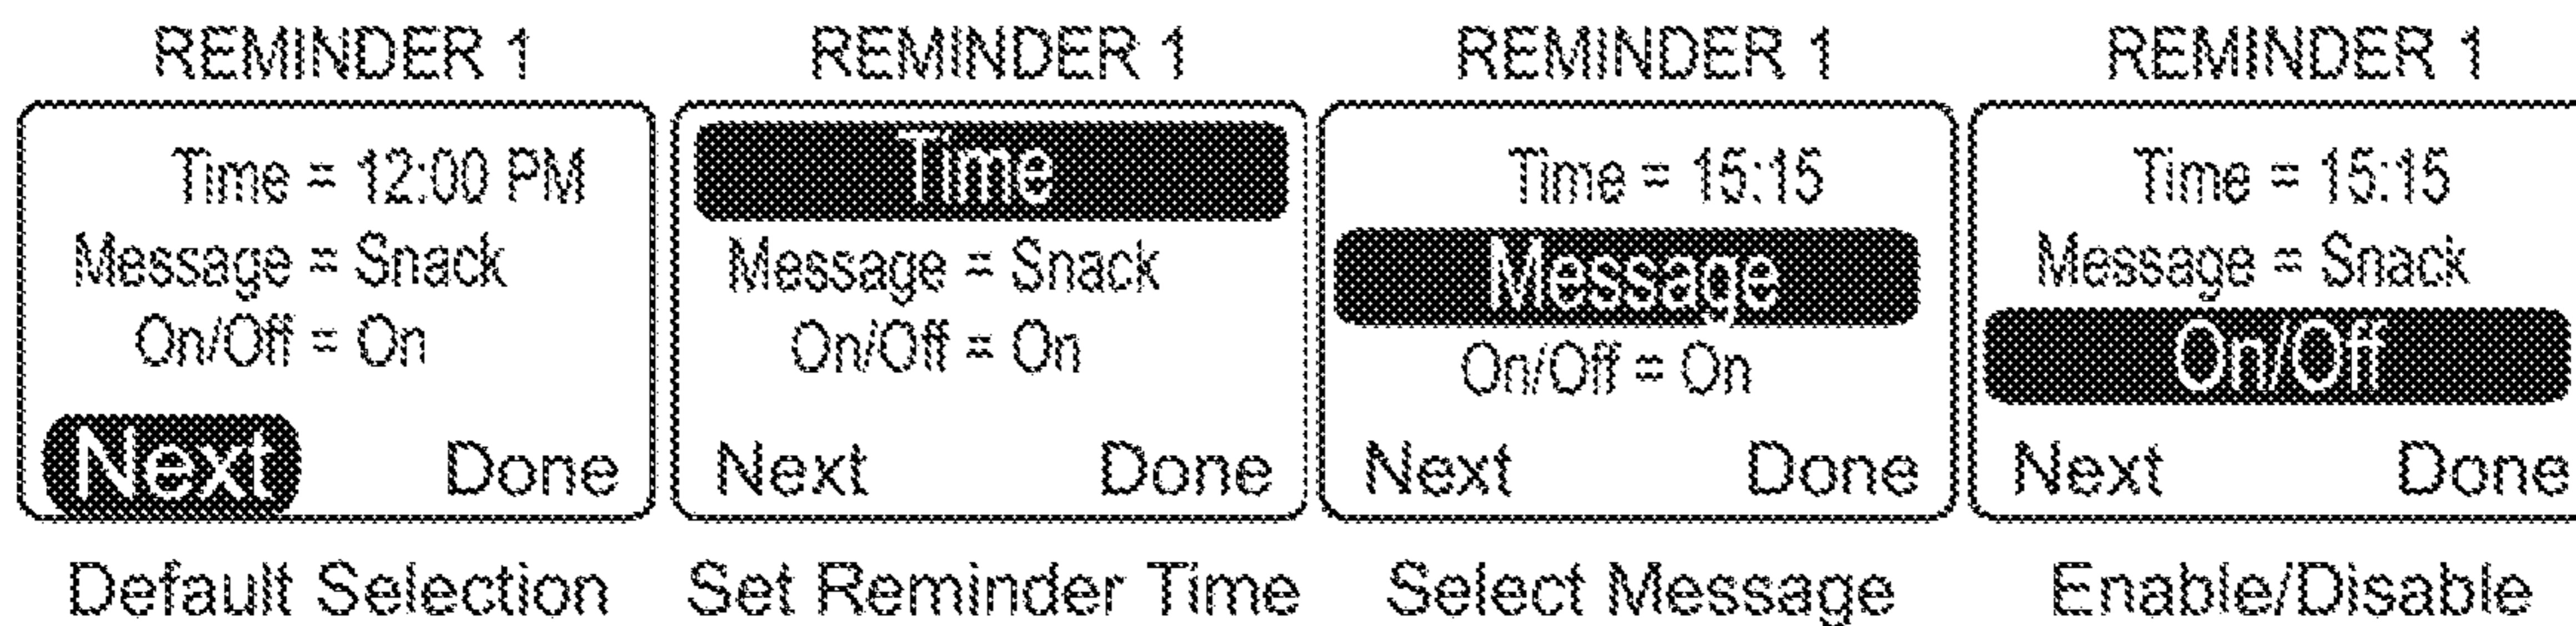 REMINDER 1
Time = 12:00 PM
Message = Snack
On/Off = On
Next Done
Default Selection
REMINDER 1
Time
Message = Snack
On/Off = On
Next Done
Set Reminder Time
REMINDER 1
Time = 15:15
Message
On/Off = On
Next Done
Select Message
REMINDER 1
Time = 15:15
Message = Snack
On/Off
Next Done
Enable/Disable